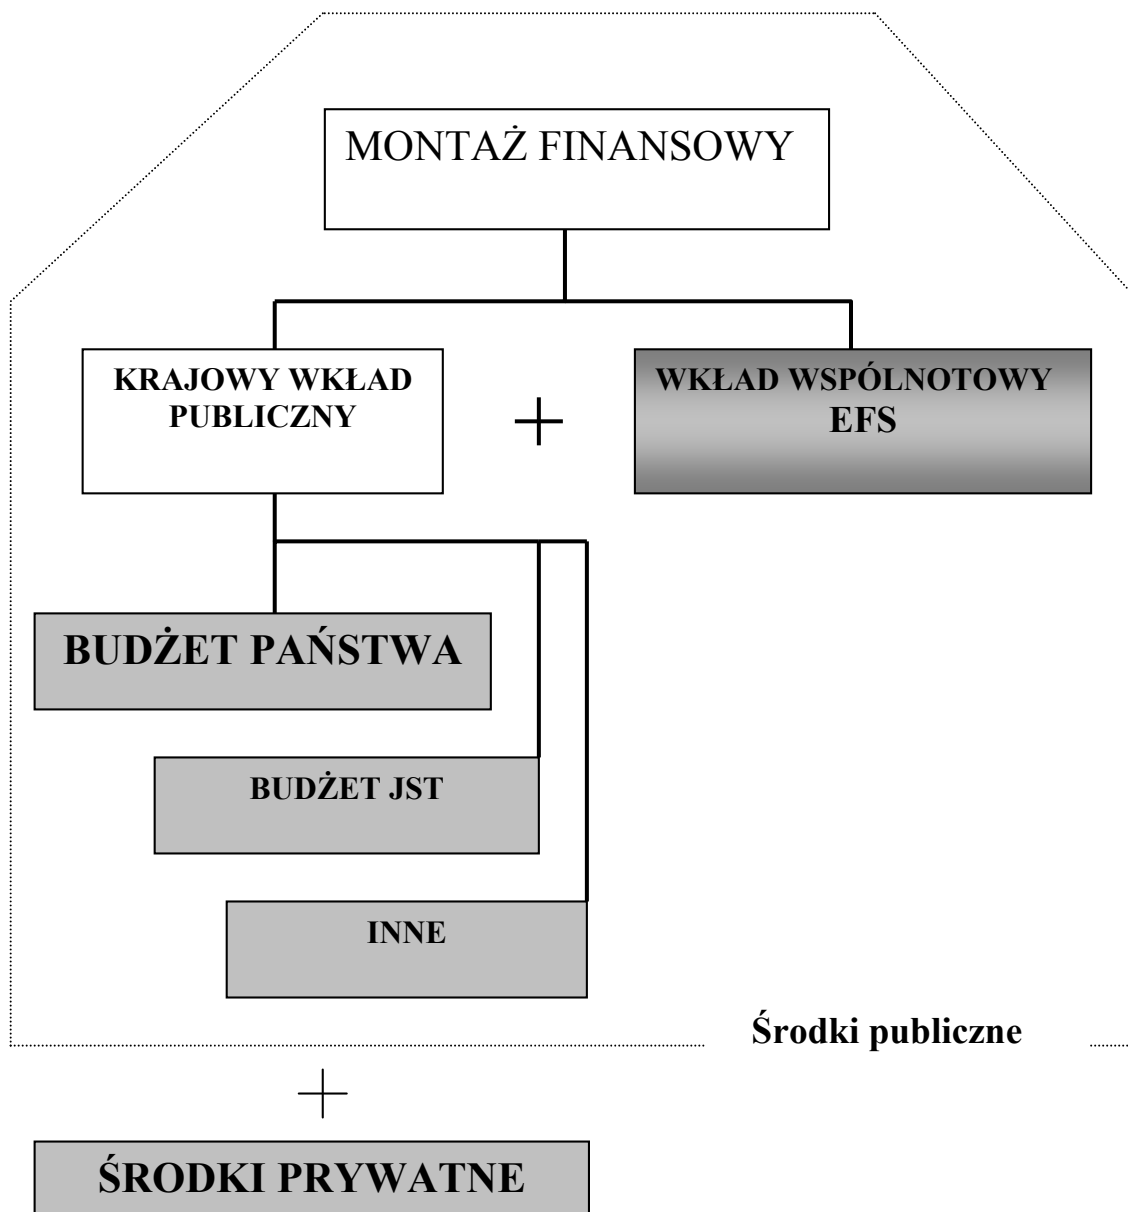 MONTAŻ FINANSOWY
KRAJOWY WKŁAD
PUBLICZNY
+
WKŁAD WSPÓLNOTOWY
EFS
BUDŻET PAŃSTWA
BUDŻET JST
INNE
Środki publiczne
+
ŚRODKI PRYWATNE